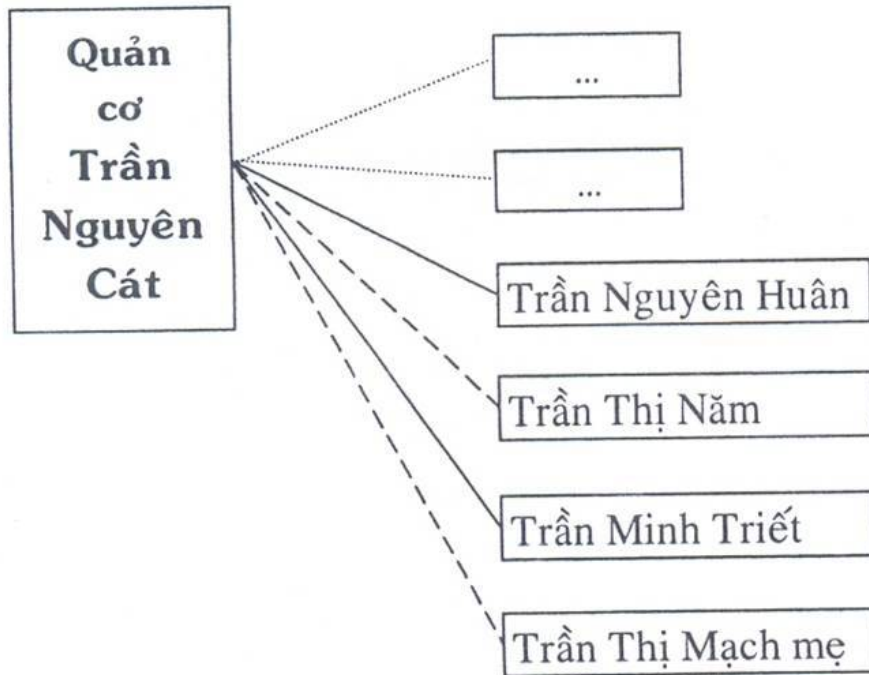 Quản
cơ
Trần
Nguyên
Cát
...
...
Trần Nguyên Huân
Trần Thị Năm
Trần Minh Triết
Trần Thị Mạch mẹ